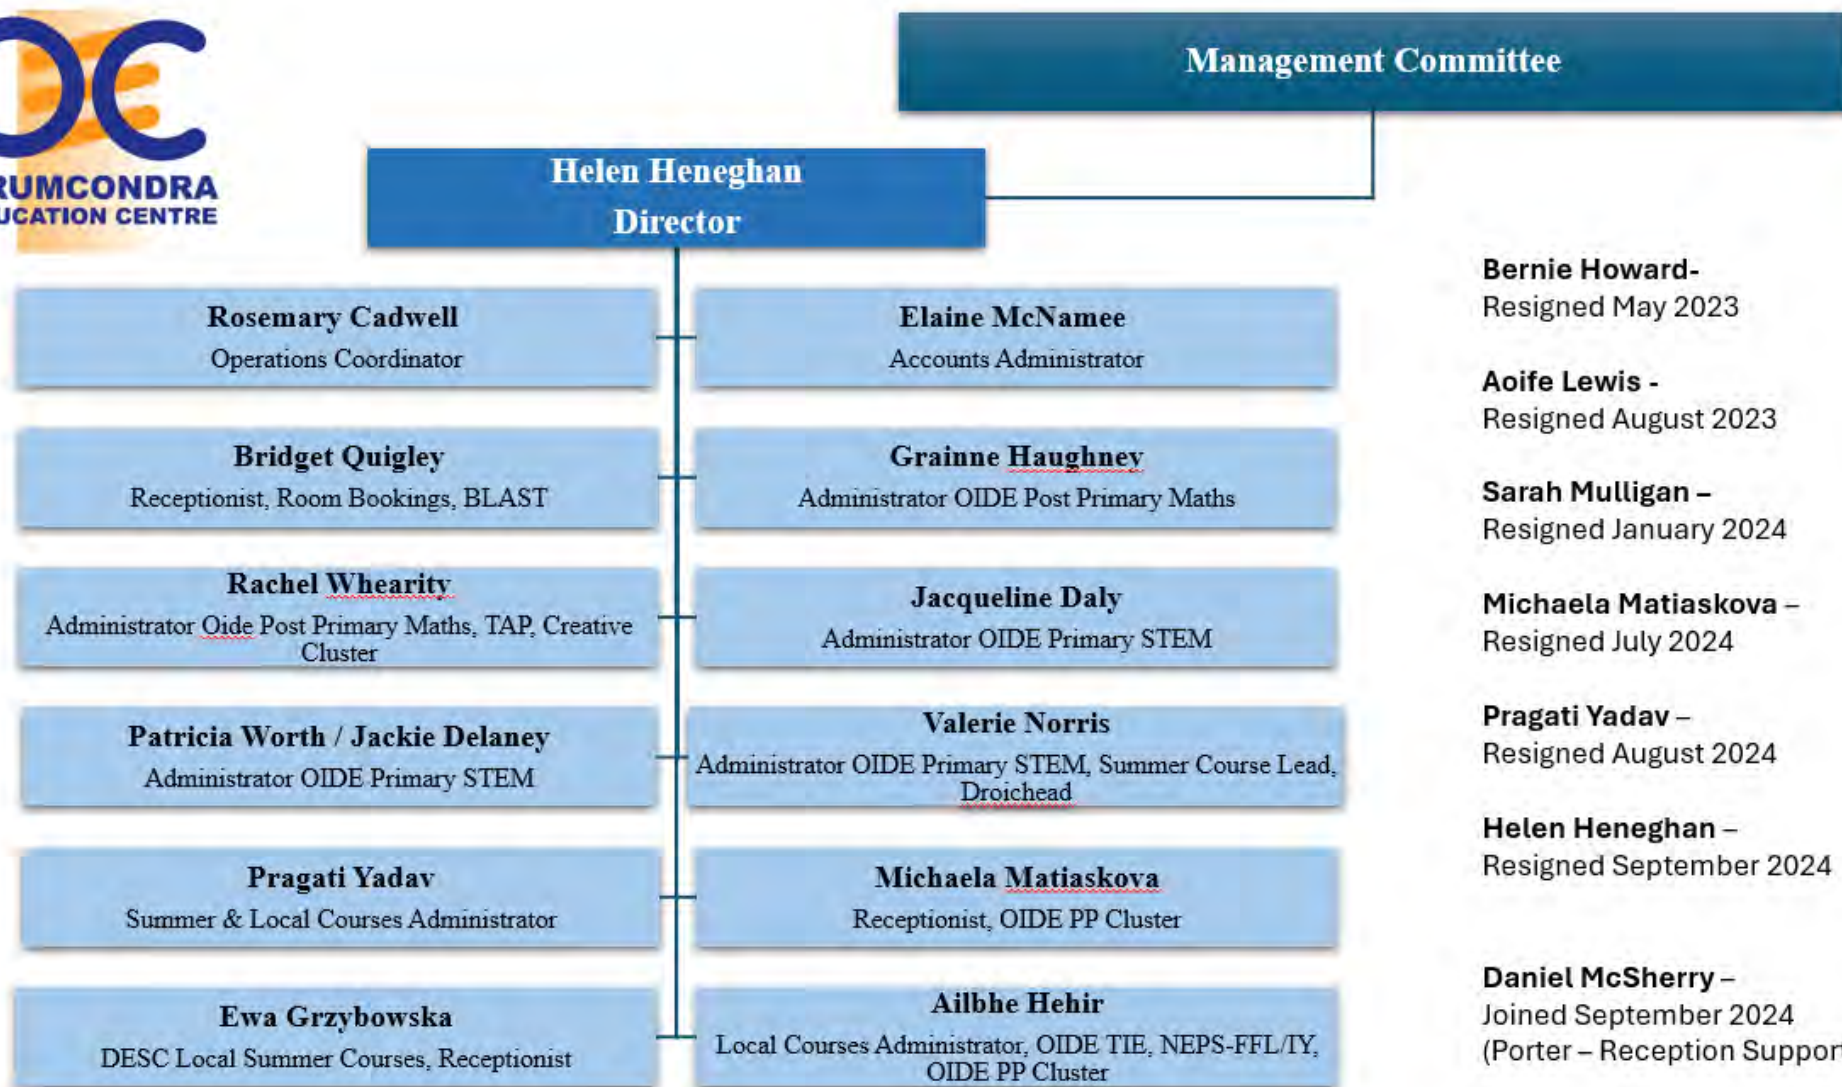 RUMCONDRA
UCATION CENTRE
Management Committee
Helen Heneghan
Director
Rosemary Cadwell
Operations Coordinator
Elaine McNamee
Accounts Administrator
Bridget Quigley
Receptionist, Room Bookings, BLAST
Grainne Haughney
Administrator OIDE Post Primary Maths
Rachel Whearity
Administrator Oide Post Primary Maths, TAP, Creative
Cluster
Jacqueline Daly
Administrator OIDE Primary STEM
Patricia Worth / Jackie Delaney
Administrator OIDE Primary STEM
Valerie Norris
Administrator OIDE Primary STEM, Summer Course Lead,
Droichead
Pragati Yadav
Summer & Local Courses Administrator
Michaela Matiaskova
Receptionist, OIDE PP Cluster
Ewa Grzybowska
DESC Local Summer Courses, Receptionist
Ailbhe Hehir
Local Courses Administrator, OIDE TIE, NEPS-FFL/IY,
OIDE PP Cluster
Bernie Howard-
Resigned May 2023
Aoife Lewis -
Resigned August 2023
Sarah Mulligan –
Resigned January 2024
Michaela Matiaskova –
Resigned July 2024
Pragati Yadav –
Resigned August 2024
Helen Heneghan –
Resigned September 2024
Daniel McSherry –
Joined September 2024
(Porter – Reception Support